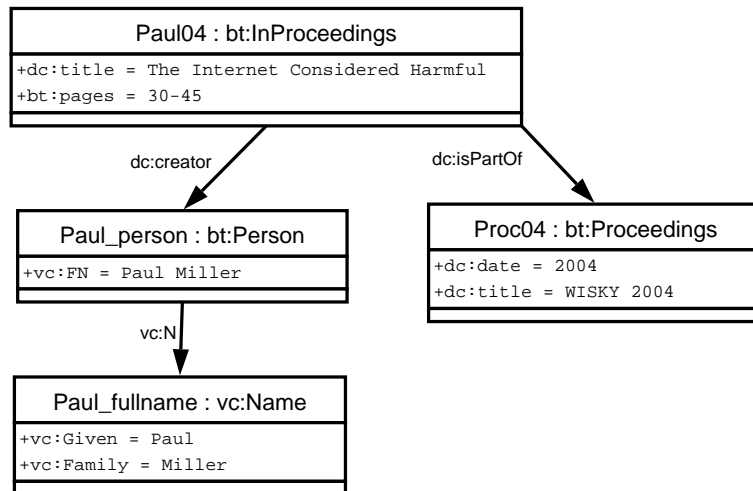 Paul04 : bt:InProceedings
+dc:title = The Internet Considered Harmful
+bt:pages = 30-45
dc:creator
dc:isPartOf
Paul_person : bt:Person
+vc:FN = Paul Miller
Proc04 : bt:Proceedings
+dc:date = 2004
+dc:title = WISKY 2004
vc:N
Paul_fullname : vc:Name
+vc:Given = Paul
+vc:Family = Miller